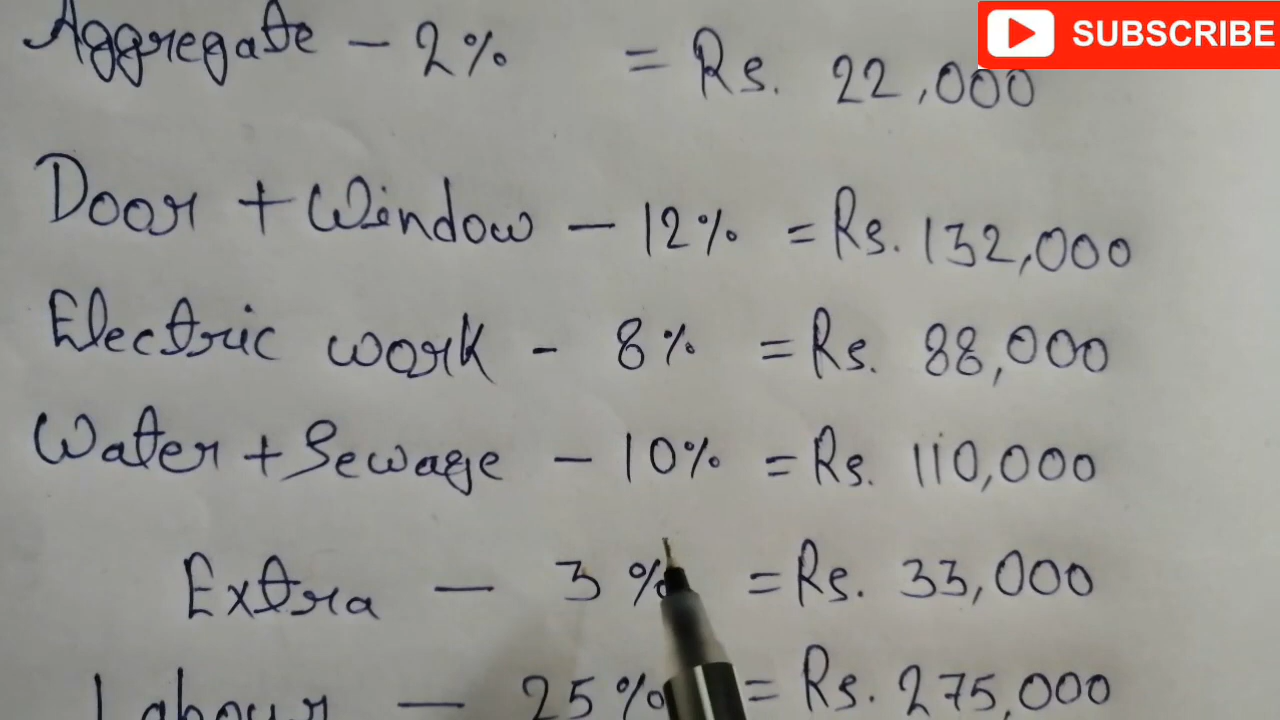 SUBSCRIBE
Aggregate - 2% = Rs. 22,000
Door + Window - 12% = Rs. 132,000
Electric work - 8% = Rs. 88,000
Water + Sewage - 10% = Rs. 110,000
Extra - 3% = Rs. 33,000
Labour - 25% = Rs. 275,000